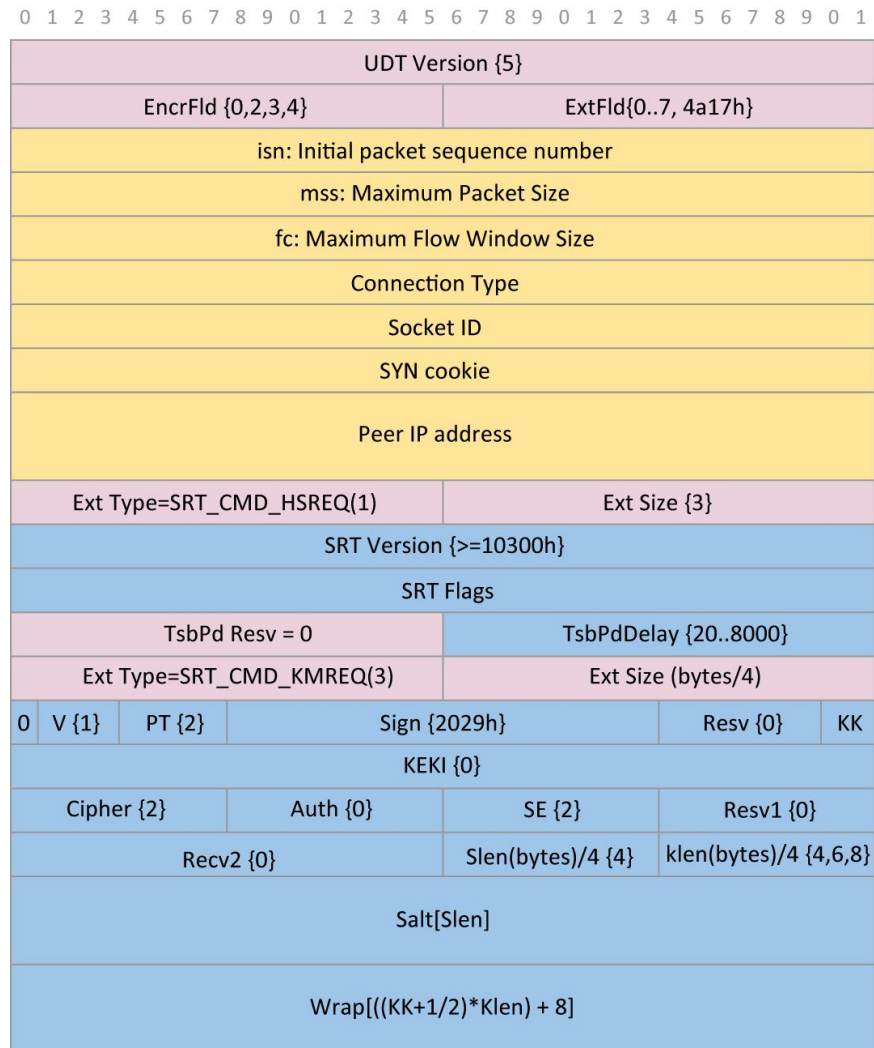 0 1 2 3 4 5 6 7 8 9 0 1 2 3 4 5 6 7 8 9 0 1 2 3 4 5 6 7 8 9 0 1
UDT Version {5}
EncrFld {0,2,3,4} ExtFld{0..7, 4a17h}
isn: Initial packet sequence number
mss: Maximum Packet Size
fc: Maximum Flow Window Size
Connection Type
Socket ID
SYN cookie
Peer IP address
Ext Type=SRT_CMD_HSREQ(1) Ext Size {3}
SRT Version {>=10300h}
SRT Flags
TsbPd Resv = 0 TsbPdDelay {20..8000}
Ext Type=SRT_CMD_KMREQ(3) Ext Size (bytes/4)
0 V {1} PT {2} Sign {2029h} Resv {0} KK
KEKI {0}
Cipher {2} Auth {0} SE {2} Resv1 {0}
Recv2 {0} Slen(bytes)/4 {4} klen(bytes)/4 {4,6,8}
Salt[Slen]
Wrap[((KK+1/2)*Klen) + 8]